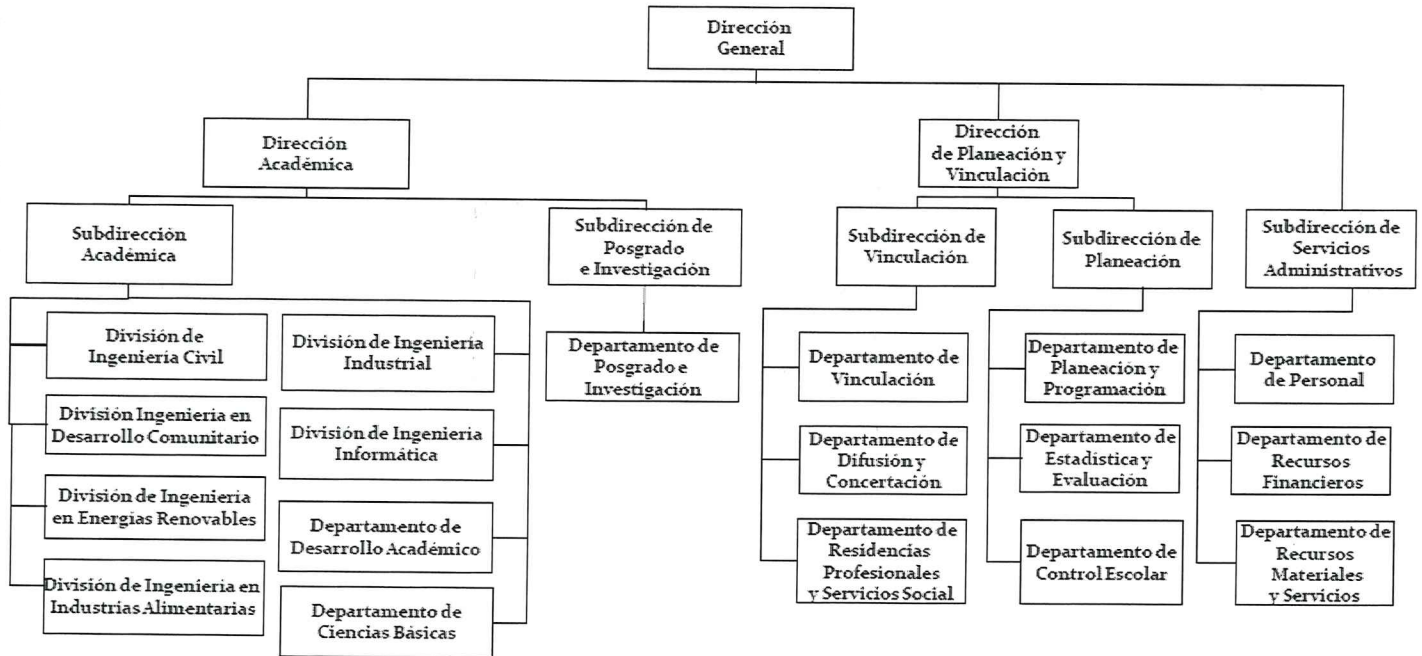 Dirección
General
Dirección
Académica
Dirección
de Planeación y
Vinculación
Subdirección
Académica
Subdirección de
Posgrado
e Investigación
Subdirección de
Vinculación
Subdirección de
Planeación
Subdirección de
Servicios
Administrativos
División de
Ingeniería Civil
División Ingeniería en
Desarrollo Comunitario
División de Ingeniería
en Energías Renovables
División de Ingeniería en
Industrias Alimentarias
División de Ingeniería
Industrial
División de Ingeniería
Informática
Departamento de
Desarrollo Académico
Departamento de
Ciencias Básicas
Departamento de
Posgrado e
Investigación
Departamento de
Vinculación
Departamento de
Difusión y
Concertación
Departamento de
Residencias
Profesionales
y Servicios Social
Departamento de
Planeación y
Programación
Departamento de
Estadística y
Evaluación
Departamento de
Control Escolar
Departamento
de Personal
Departamento de
Recursos
Financieros
Departamento de
Recursos
Materiales
y Servicios